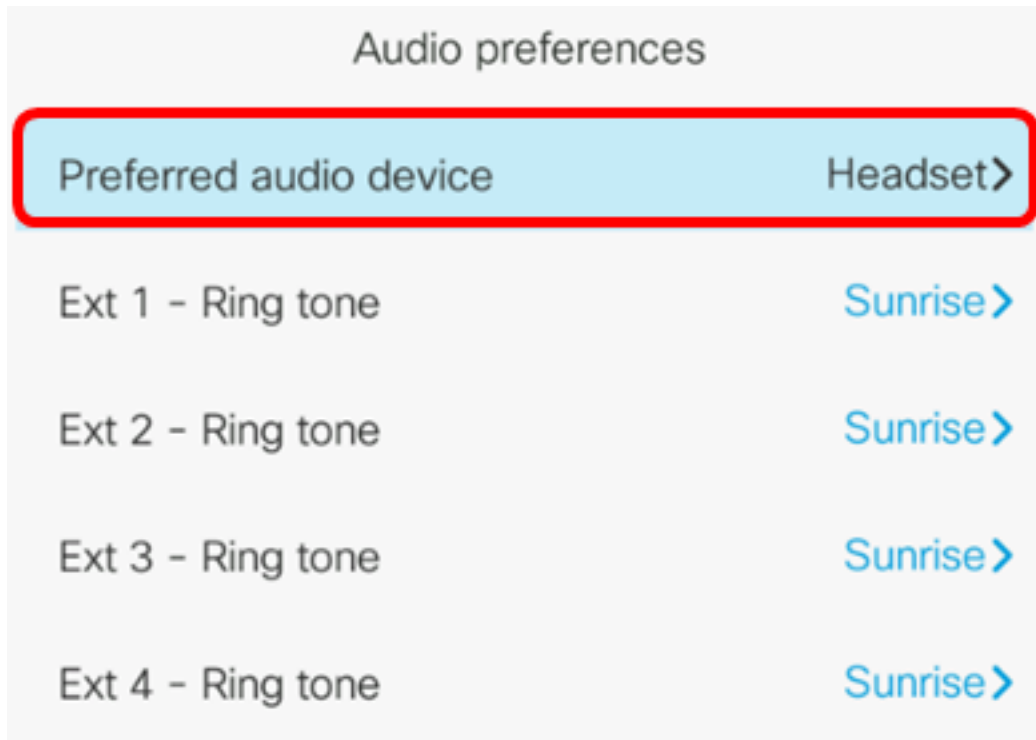 Audio preferences
Preferred audio device Headset
Ext 1 - Ring tone Sunrise
Ext 2 - Ring tone Sunrise
Ext 3 - Ring tone Sunrise
Ext 4 - Ring tone Sunrise